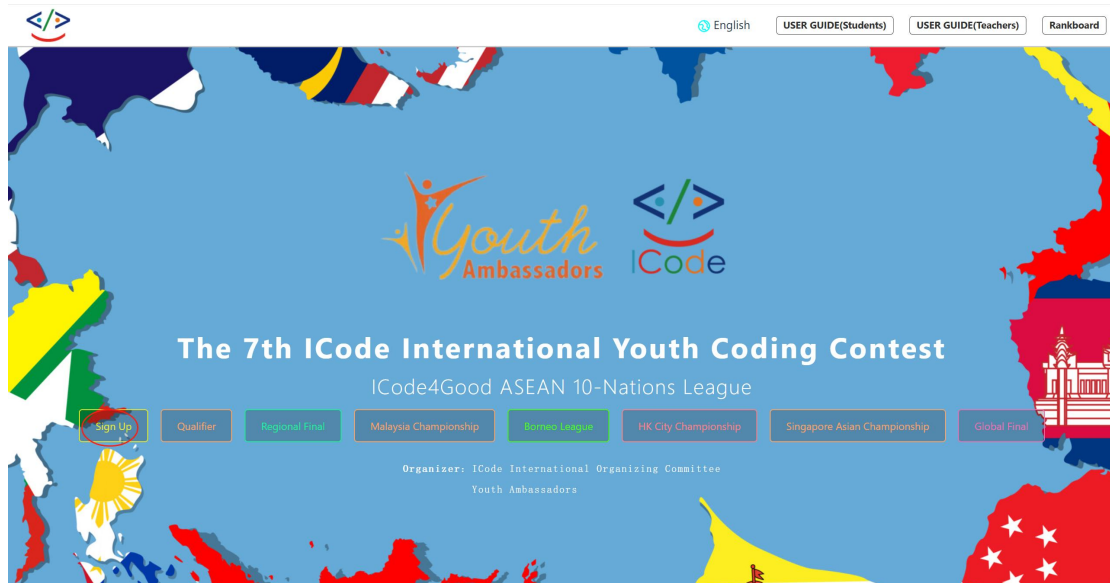 </>
English
USER GUIDE(Students)
USER GUIDE(Teachers)
Rankboard
Youth
Ambassadors
</>
ICode
The 7th ICode International Youth Coding Contest
ICode4Good ASEAN 10-Nations League
Sign Up
Qualifier
Regional Final
Malaysia Championship
Borneo League
HK City Championship
Singapore Asian Championship
Global Final
Organizer: ICode International Organizing Committee
Youth Ambassadors